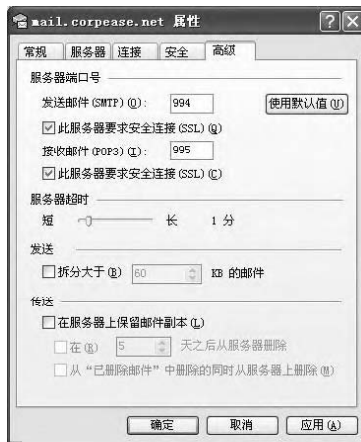 mail.corpease.net 属性
常规 服务器 连接 安全 高级
服务器端口号
发送邮件(SMTP)(O): 994 使用默认值(U)
此服务器要求安全连接(SSL)(Q)
接收邮件(POP3)(I): 995
此服务器要求安全连接(SSL)(C)
服务器超时
短 长 1 分
发送
拆分大于(B) 60 KB 的邮件
传送
在服务器上保留邮件副本(L)
在(R) 5 天之后从服务器删除
从“已删除邮件”中删除的同时从服务器上删除(M)
确定 取消 应用(A)